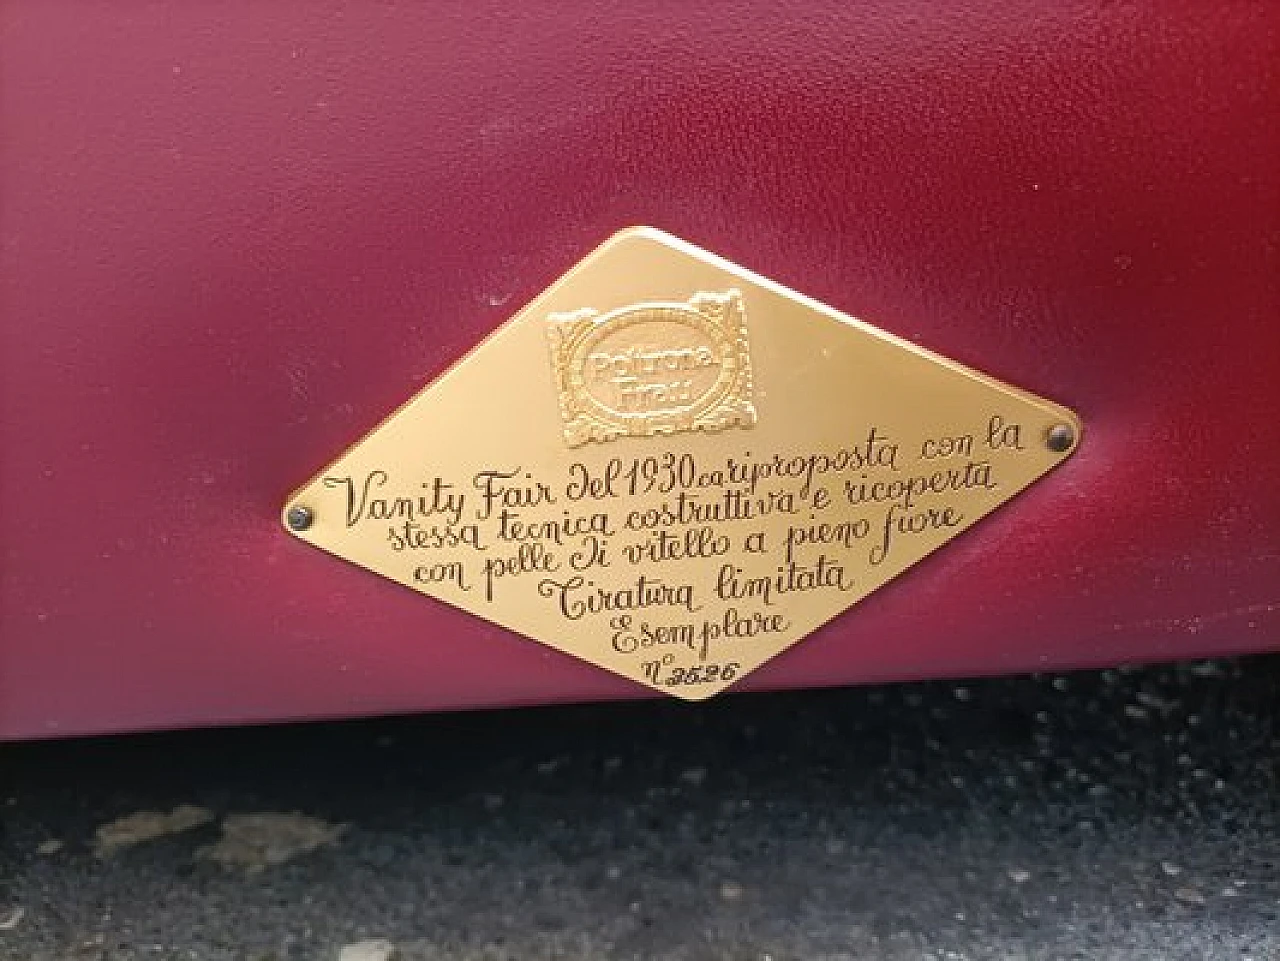 Poltrona
Frau
Vanity Fair del 1930 ca riproposta con la
stessa tecnica costruttiva e ricoperta
con pelle di vitello a pieno fiore
Tiratura limitata
Esemplare
n° 2526